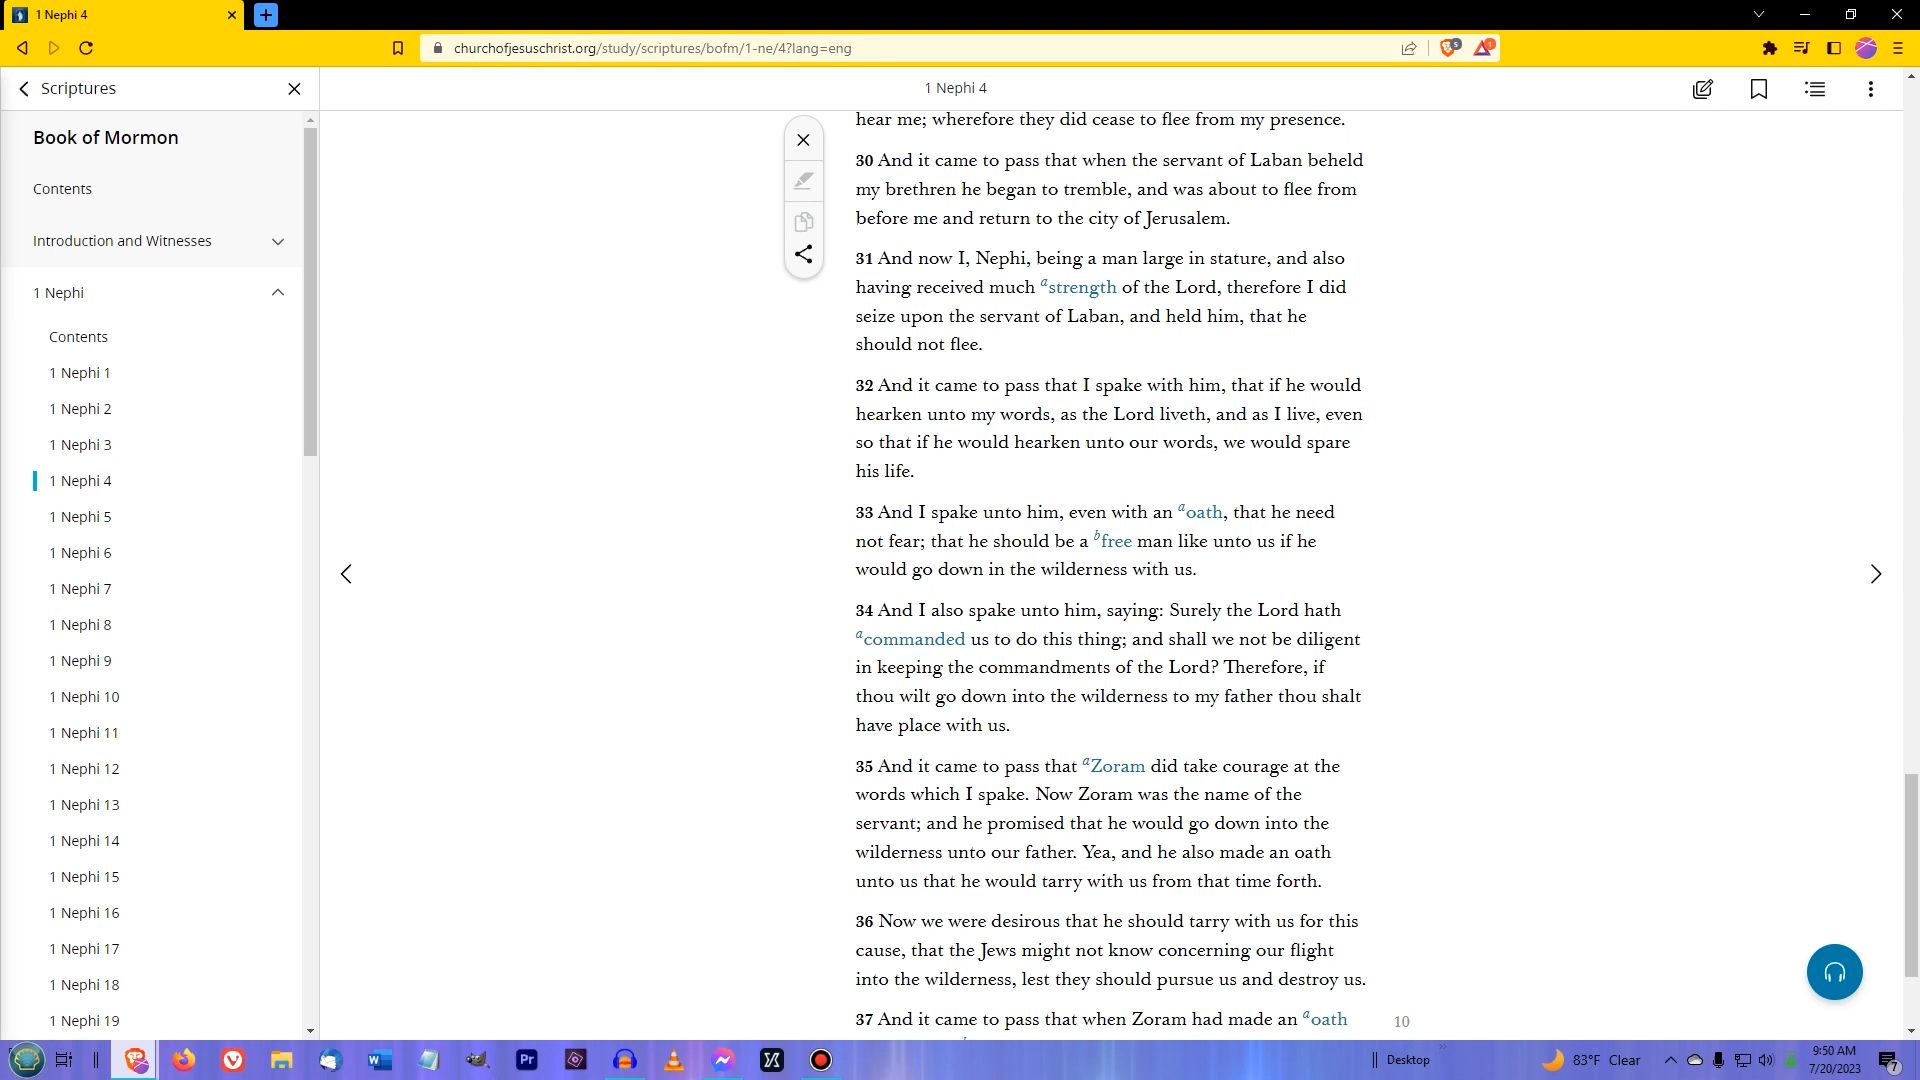 1 Nephi 4
churchofjesuschrist.org/study/scriptures/bofm/1-ne/4?lang=eng
5
1
Scriptures
1 Nephi 4
Book of Mormon
Contents
Introduction and Witnesses
1 Nephi
Contents
1 Nephi 1
1 Nephi 2
1 Nephi 3
1 Nephi 4
1 Nephi 5
1 Nephi 6
1 Nephi 7
1 Nephi 8
1 Nephi 9
1 Nephi 10
1 Nephi 11
1 Nephi 12
1 Nephi 13
1 Nephi 14
1 Nephi 15
1 Nephi 16
1 Nephi 17
1 Nephi 18
1 Nephi 19
hear me; wherefore they did cease to flee from my presence.
30 And it came to pass that when the servant of Laban beheld
my brethren he began to tremble, and was about to flee from
before me and return to the city of Jerusalem.
31 And now I, Nephi, being a man large in stature, and also
having received much a strength of the Lord, therefore I did
seize upon the servant of Laban, and held him, that he
should not flee.
32 And it came to pass that I spake with him, that if he would
hearken unto my words, as the Lord liveth, and as I live, even
so that if he would hearken unto our words, we would spare
his life.
33 And I spake unto him, even with an a oath, that he need
not fear; that he should be a b free man like unto us if he
would go down in the wilderness with us.
34 And I also spake unto him, saying: Surely the Lord hath
a commanded us to do this thing; and shall we not be diligent
in keeping the commandments of the Lord? Therefore, if
thou wilt go down into the wilderness to my father thou shalt
have place with us.
35 And it came to pass that a Zoram did take courage at the
words which I spake. Now Zoram was the name of the
servant; and he promised that he would go down into the
wilderness unto our father. Yea, and he also made an oath
unto us that he would tarry with us from that time forth.
36 Now we were desirous that he should tarry with us for this
cause, that the Jews might not know concerning our flight
into the wilderness, lest they should pursue us and destroy us.
37 And it came to pass that when Zoram had made an a oath
10
Pr
Desktop
83°F Clear
9:50 AM
7/20/2023
7